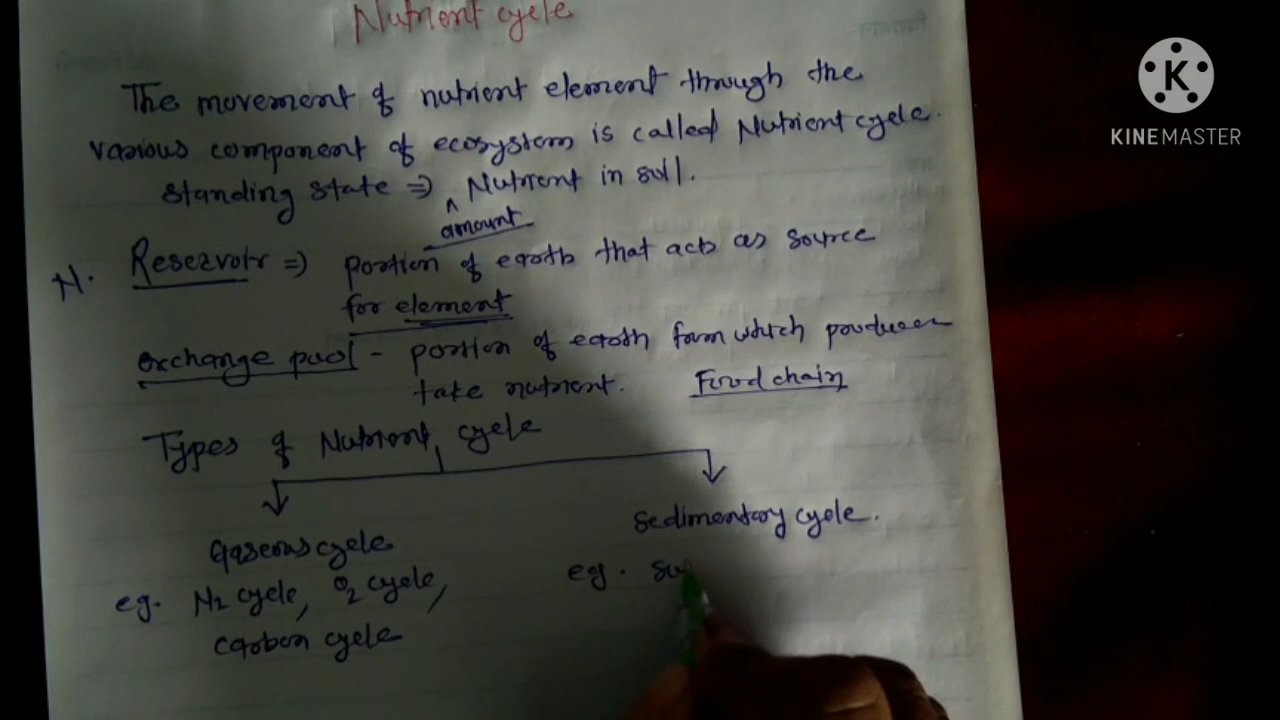 Nutrient cycle
The movement of nutrient element through the
various component of ecosystem is called Nutrient cycle.
standing state => Nutrient in soil.
^
amount
N. Reservoir => portion of earth that acts as source
for element
exchange pool - portion of earth form which producer
take nutrient. Food chain
Types of Nutrient cycle
Gaseous cycle
sedimentary cycle.
eg. N2 cycle, O2 cycle,
carbon cycle
eg. su
K
KINEMASTER